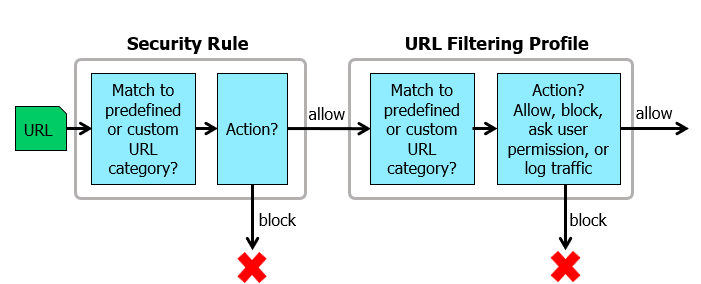 Security Rule
URL Filtering Profile
URL
Match to
predefined
or custom
URL
category?
Action?
allow
block
Match to
predefined
or custom
URL
category?
Action?
Allow, block,
ask user
permission, or
log traffic
allow
block